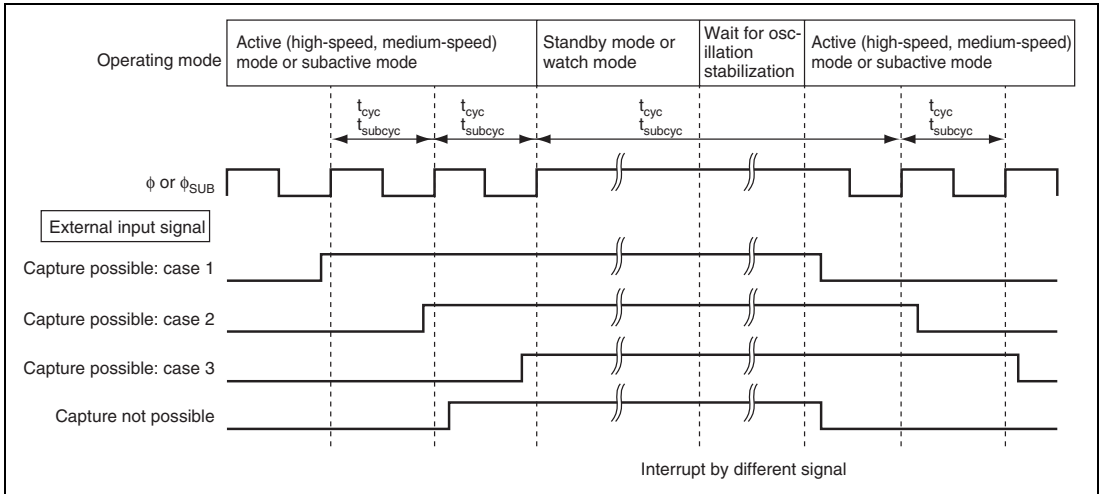 Operating mode
Active (high-speed, medium-speed)
mode or subactive mode
Standby mode or
watch mode
Wait for osc-
illation
stabilization
Active (high-speed, medium-speed)
mode or subactive mode
tcyc
tsubcyc
tcyc
tsubcyc
tcyc
tsubcyc
tcyc
tsubcyc
ϕ or ϕSUB
External input signal
Capture possible: case 1
Capture possible: case 2
Capture possible: case 3
Capture not possible
Interrupt by different signal